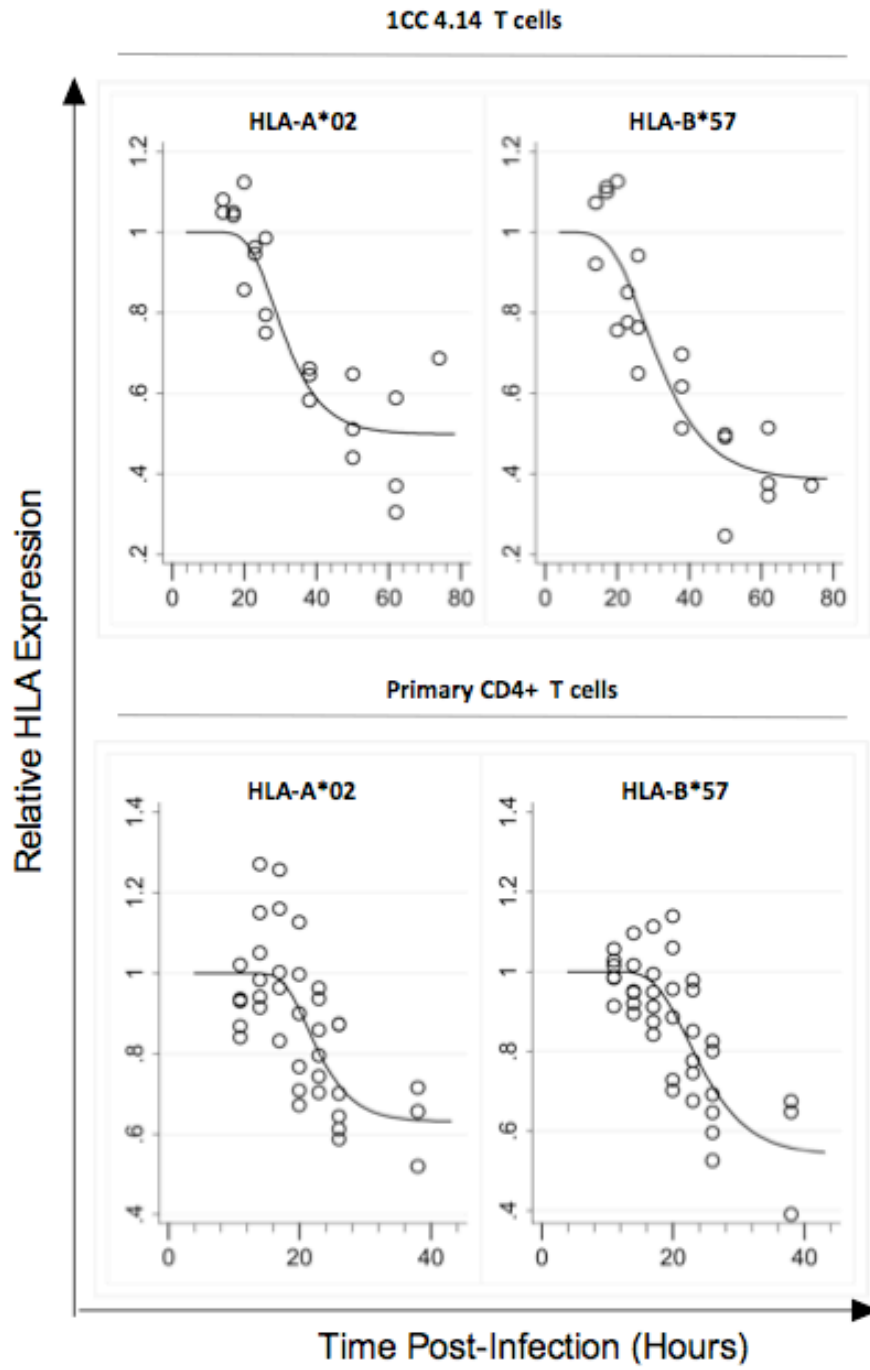 1CC 4.14 T cells
HLA-A*02
HLA-B*57
1.2
1
.8
.6
.4
.2
0 20 40 60 80
1.2
1
.8
.6
.4
.2
0 20 40 60 80
Primary CD4+ T cells
HLA-A*02
HLA-B*57
1.4
1.2
1
.8
.6
.4
0 20 40
1.4
1.2
1
.8
.6
.4
0 20 40
Relative HLA Expression
Time Post-Infection (Hours)